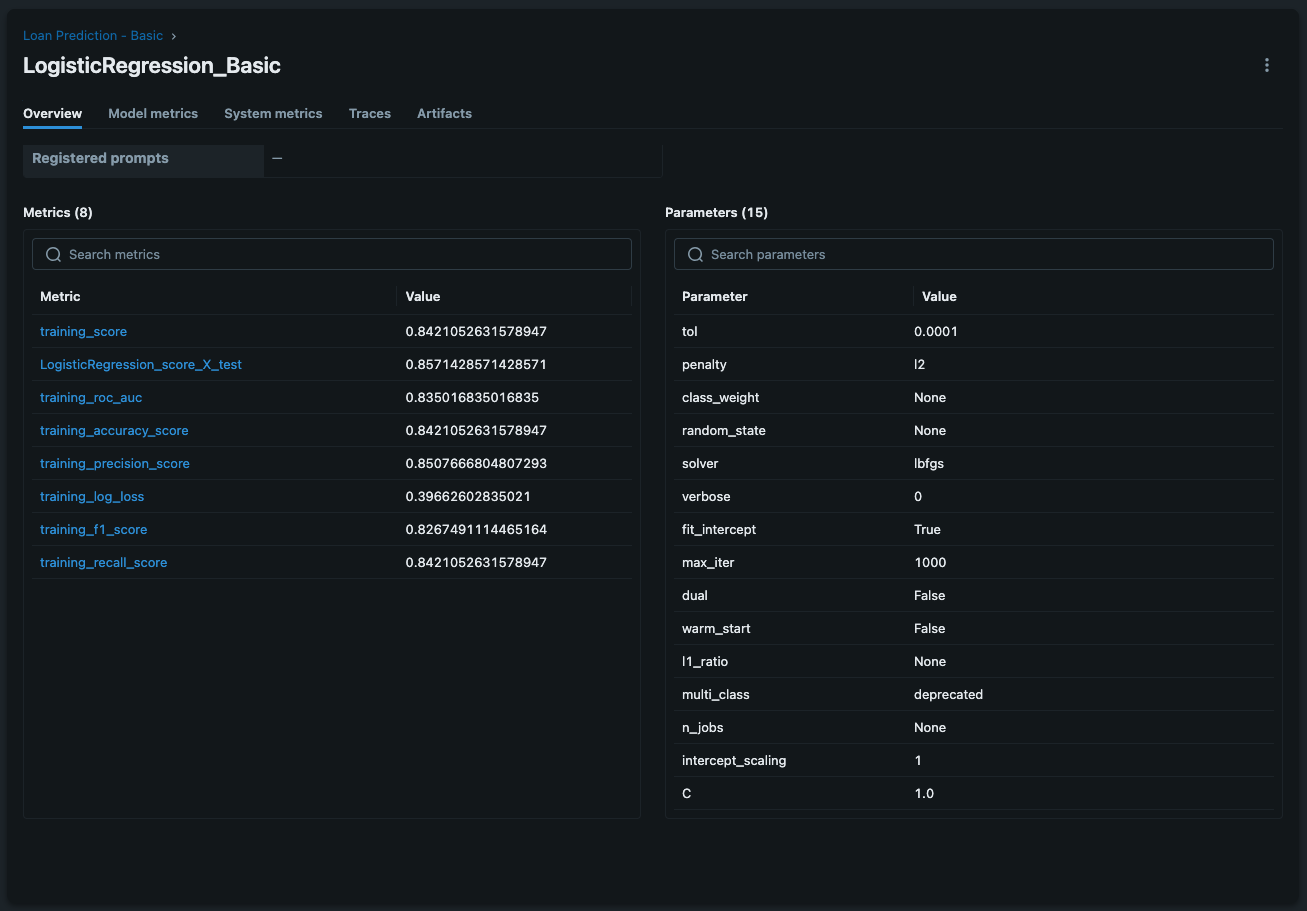 Loan Prediction - Basic ›
LogisticRegression_Basic
Overview Model metrics System metrics Traces Artifacts
Registered prompts —
Metrics (8)
Search metrics
Metric Value
training_score 0.8421052631578947
LogisticRegression_score_X_test 0.8571428571428571
training_roc_auc 0.835016835016835
training_accuracy_score 0.8421052631578947
training_precision_score 0.8507666804807293
training_log_loss 0.39662602835021
training_f1_score 0.8267491114465164
training_recall_score 0.8421052631578947
Parameters (15)
Search parameters
Parameter Value
tol 0.0001
penalty l2
class_weight None
random_state None
solver lbfgs
verbose 0
fit_intercept True
max_iter 1000
dual False
warm_start False
l1_ratio None
multi_class deprecated
n_jobs None
intercept_scaling 1
C 1.0